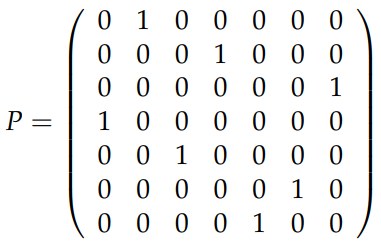 0 1 0 0 0 0 0
0 0 0 1 0 0 0
0 0 0 0 0 0 1
P = 1 0 0 0 0 0 0
0 0 1 0 0 0 0
0 0 0 0 0 1 0
0 0 0 0 1 0 0